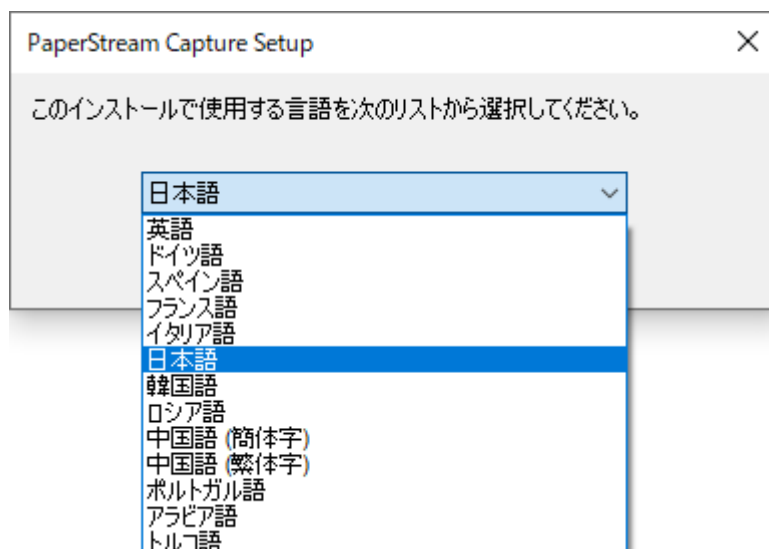 PaperStream Capture Setup
このインストールで使用する言語を次のリストから選択してください。
日本語
英語
ドイツ語
スペイン語
フランス語
イタリア語
日本語
韓国語
ロシア語
中国語 (簡体字)
中国語 (繁体字)
ポルトガル語
アラビア語
トルコ語